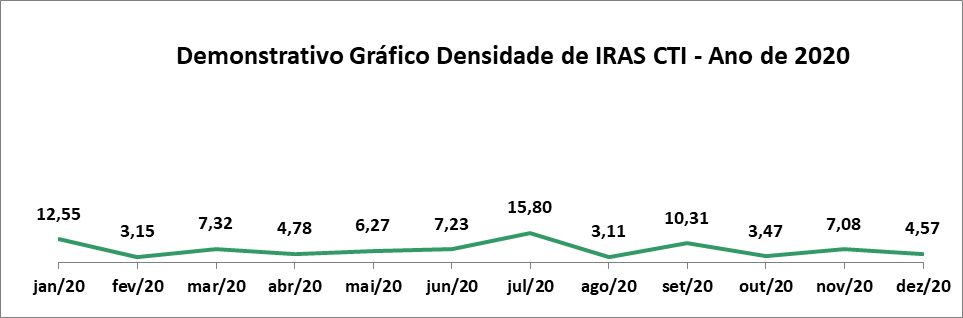 Demonstrativo Gráfico Densidade de IRAS CTI - Ano de 2020
12,55 3,15 7,32 4,78 6,27 7,23 15,80 3,11 10,31 3,47 7,08 4,57
jan/20 fev/20 mar/20 abr/20 mai/20 jun/20 jul/20 ago/20 set/20 out/20 nov/20 dez/20